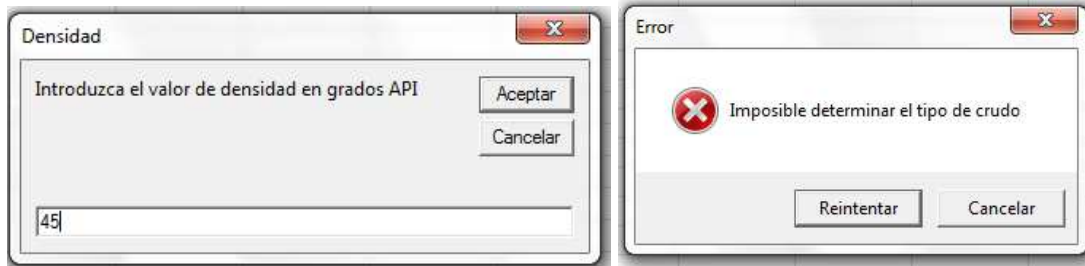 Densidad
Introduzca el valor de densidad en grados API
Aceptar
Cancelar
45
Error
Imposible determinar el tipo de crudo
Reintentar
Cancelar